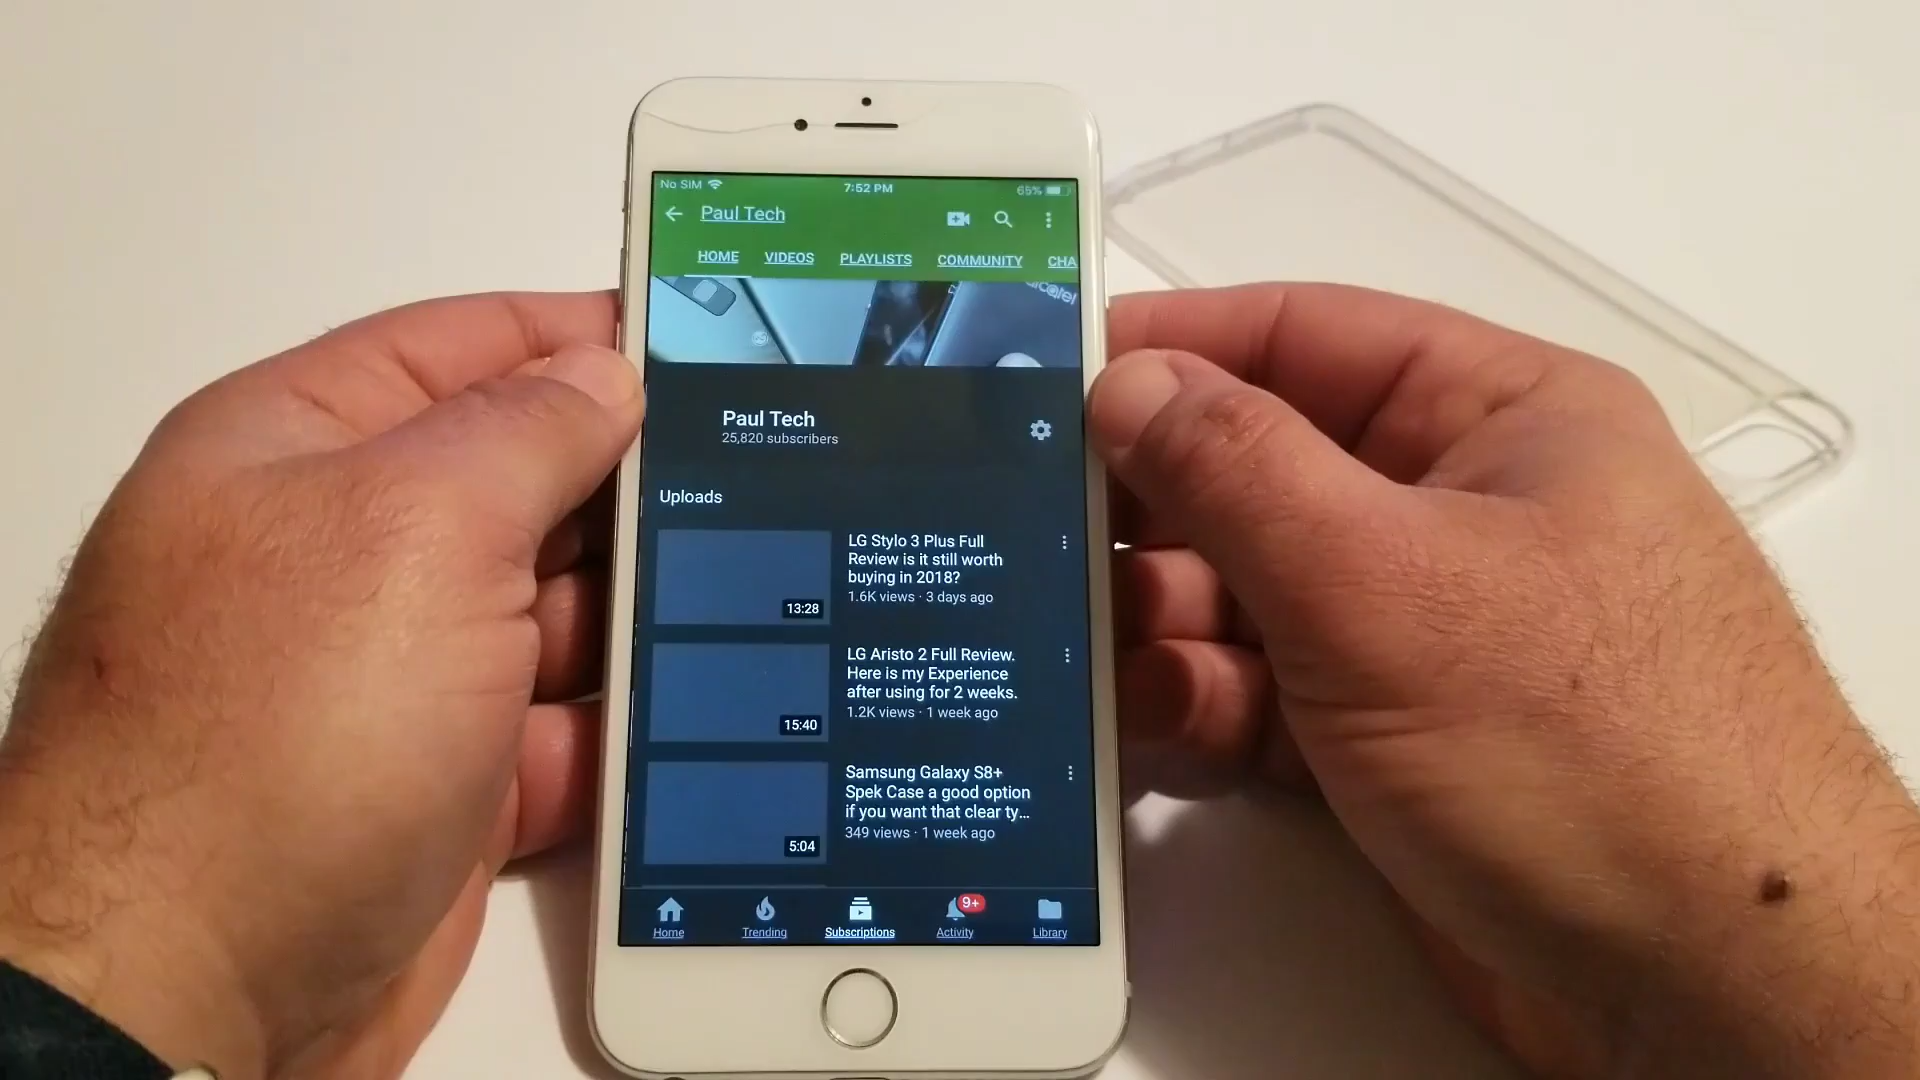 No SIM 7:52 PM 65%
Paul Tech
HOME VIDEOS PLAYLISTS COMMUNITY CHA
alcatel
Paul Tech
25,820 subscribers
Uploads
LG Stylo 3 Plus Full
Review is it still worth
buying in 2018?
1.6K views · 3 days ago
13:28
LG Aristo 2 Full Review.
Here is my Experience
after using for 2 weeks.
1.2K views · 1 week ago
15:40
Samsung Galaxy S8+
Spek Case a good option
if you want that clear ty...
349 views · 1 week ago
5:04
9+
Home Trending Subscriptions Activity Library